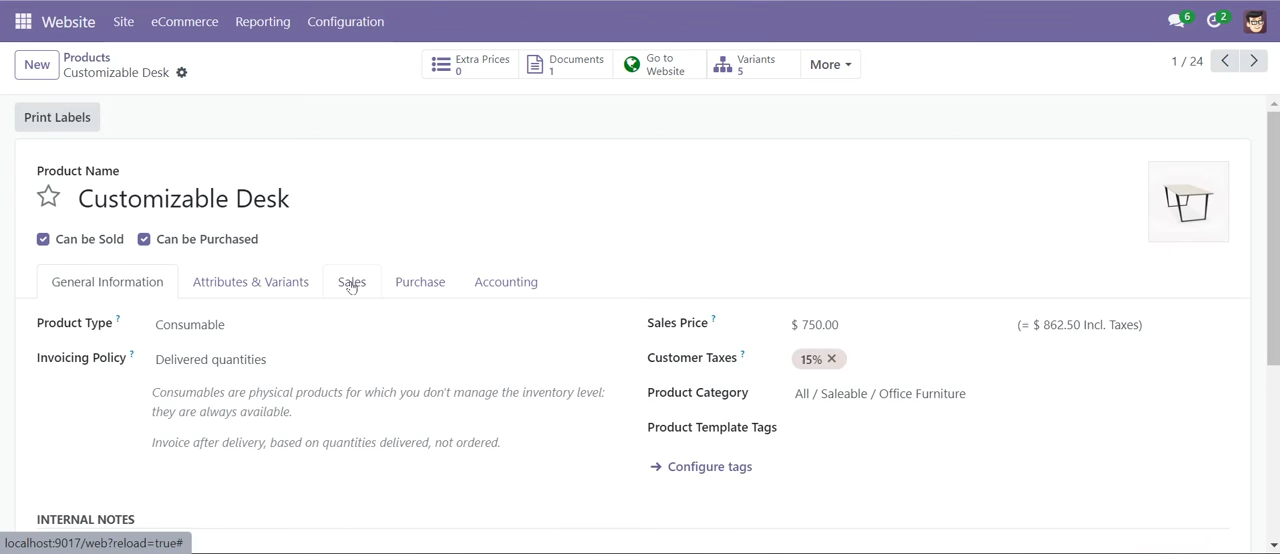 Website Site eCommerce Reporting Configuration 6 2
New Products Customizable Desk
Extra Prices 0 Documents 1 Go to Website Variants 5 More 1 / 24
Print Labels
Product Name
Customizable Desk
Can be Sold Can be Purchased
General Information Attributes & Variants Sales Purchase Accounting
Product Type ? Consumable
Sales Price ? $ 750.00 (= $ 862.50 Incl. Taxes)
Invoicing Policy ? Delivered quantities
Customer Taxes ? 15%
Consumables are physical products for which you don't manage the inventory level:
they are always available.
Product Category All / Saleable / Office Furniture
Product Template Tags
Invoice after delivery, based on quantities delivered, not ordered.
Configure tags
INTERNAL NOTES
localhost:9017/web?reload=true#